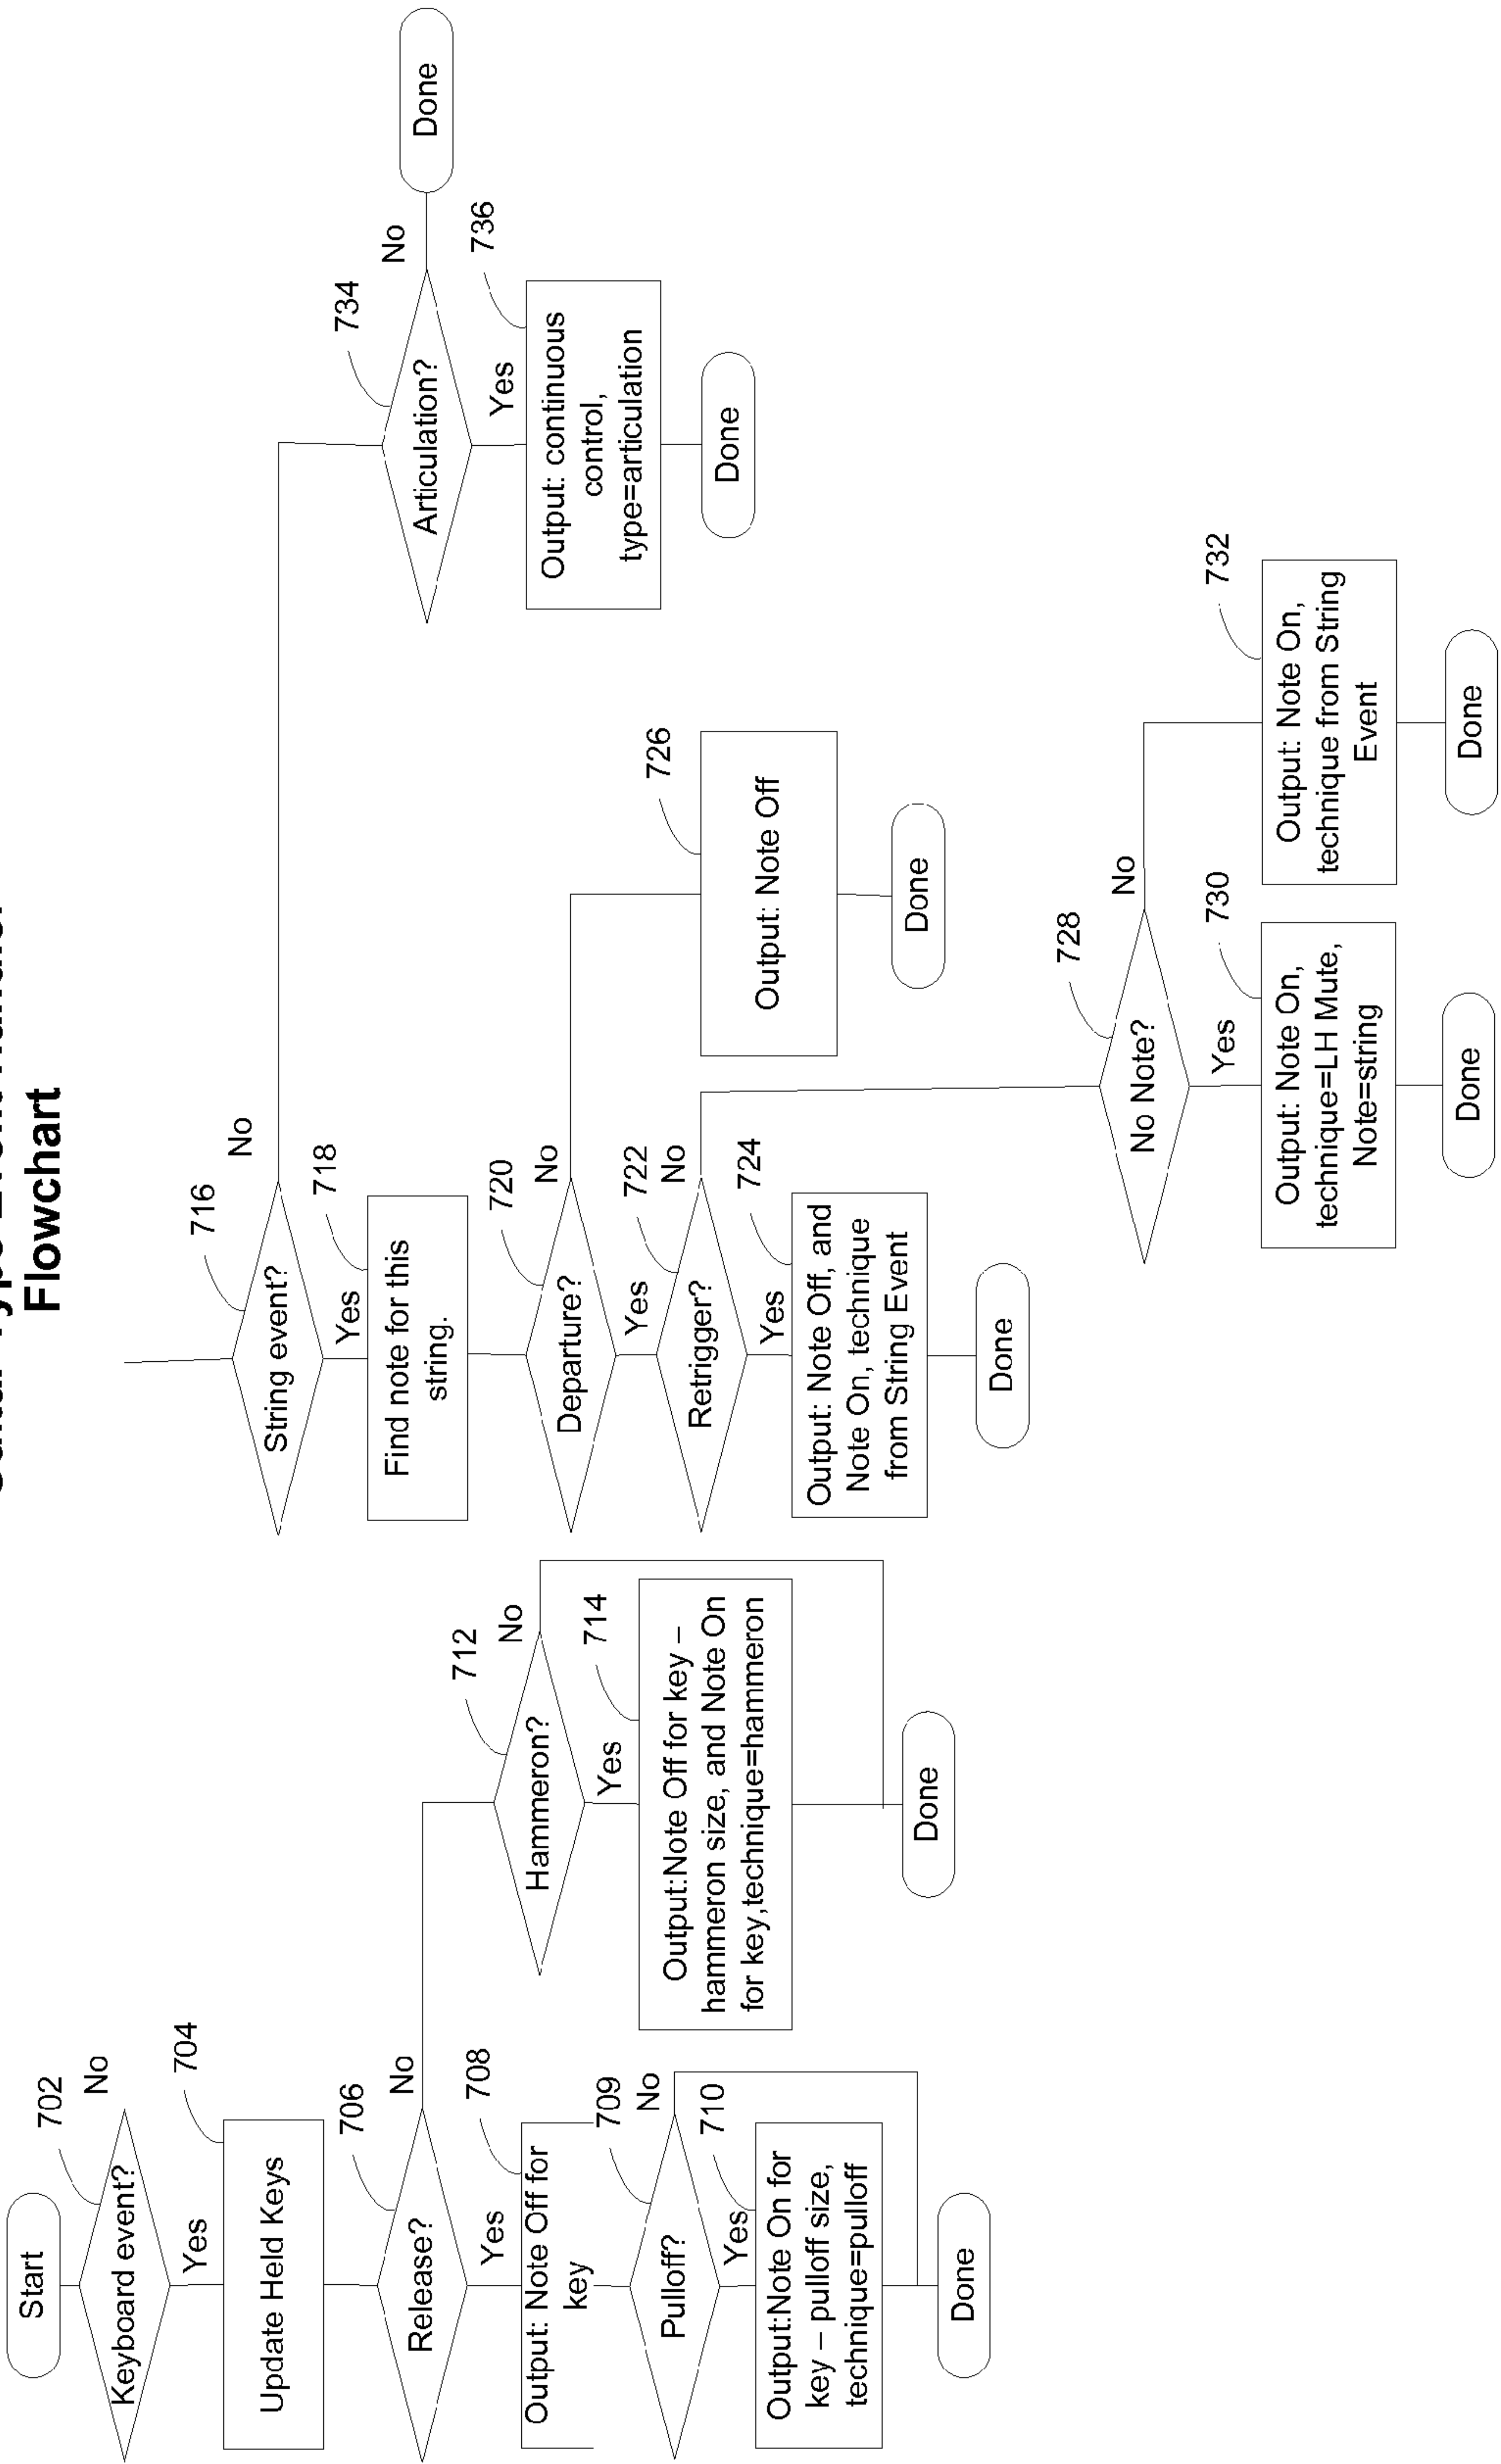 Guitar Type Event Handler
Flowchart
Start
702
Keyboard event?
No
Yes
704
Update Held Keys
706
Release?
No
Yes
708
Output: Note Off for
key
709
Pulloff?
No
Yes
710
Output:Note On for
key – pulloff size,
technique=pulloff
Done
712
Hammeron?
No
Yes
714
Output:Note Off for key –
hammeron size, and Note On
for key,technique=hammeron
Done
716
String event?
No
Yes
718
Find note for this
string.
720
Departure?
No
Yes
722
Retrigger?
No
Yes
724
Output: Note Off, and
Note On, technique
from String Event
Done
726
Output: Note Off
Done
728
No Note?
No
Yes
730
Output: Note On,
technique=LH Mute,
Note=string
Done
732
Output: Note On,
technique from String
Event
Done
734
Articulation?
No
Done
Yes
736
Output: continuous
control,
type=articulation
Done